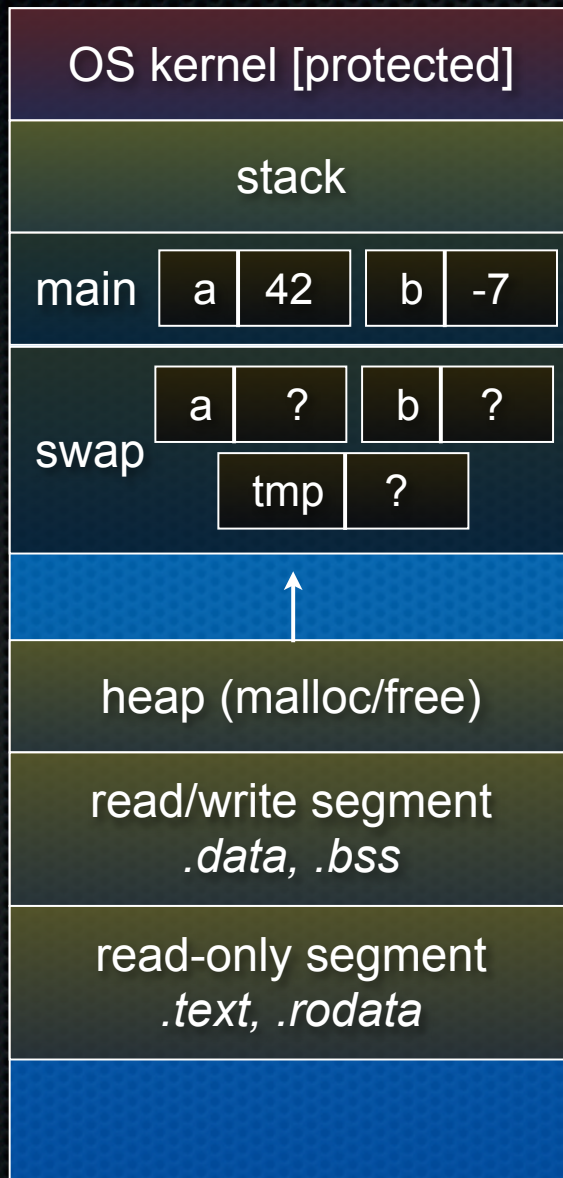 OS kernel [protected]
stack
main a 42 b -7
a ? b ?
swap
tmp ?
heap (malloc/free)
read/write segment
.data, .bss
read-only segment
.text, .rodata